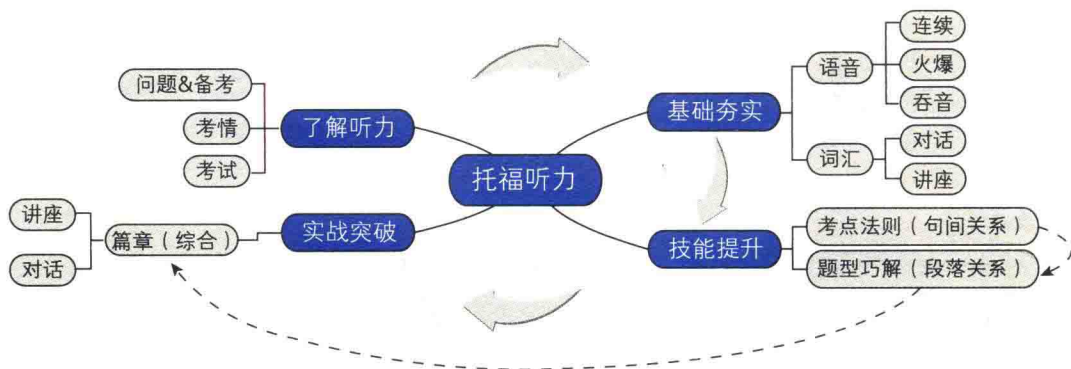 托福听力
了解听力
问题&备考
考情
考试
基础夯实
语音
连续
火爆
吞音
词汇
对话
讲座
技能提升
考点法则（句间关系）
题型巧解（段落关系）
实战突破
篇章（综合）
讲座
对话